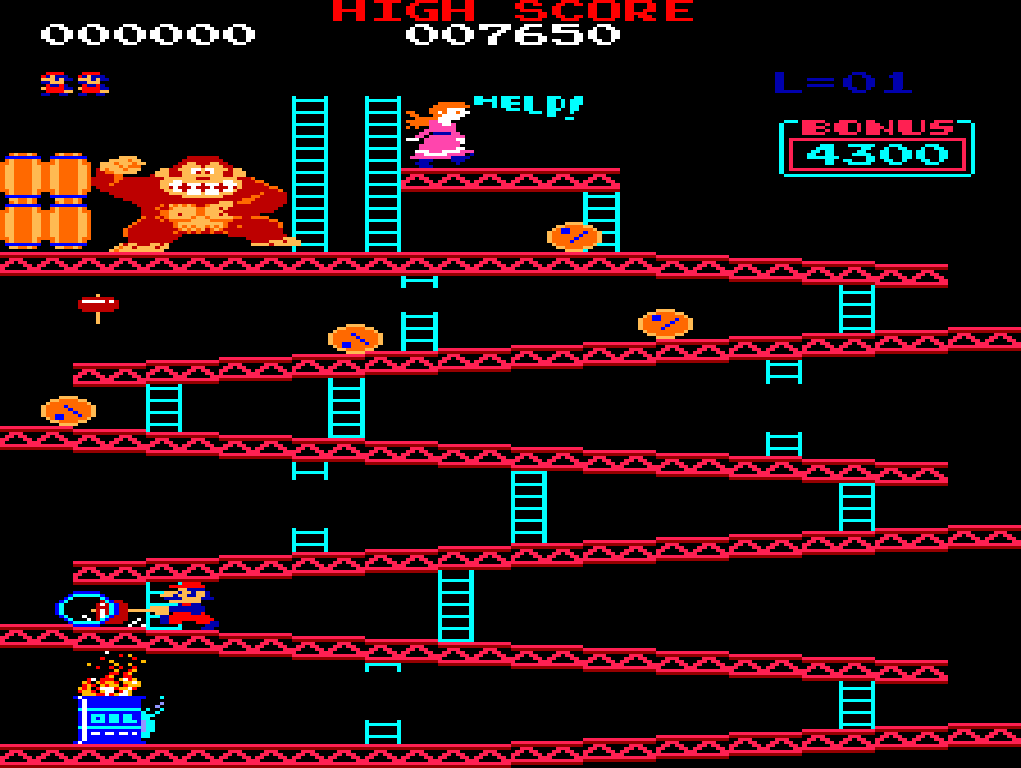 HIGH SCORE
000000 007650
L=01
HELP!
BONUS
4300
OIL